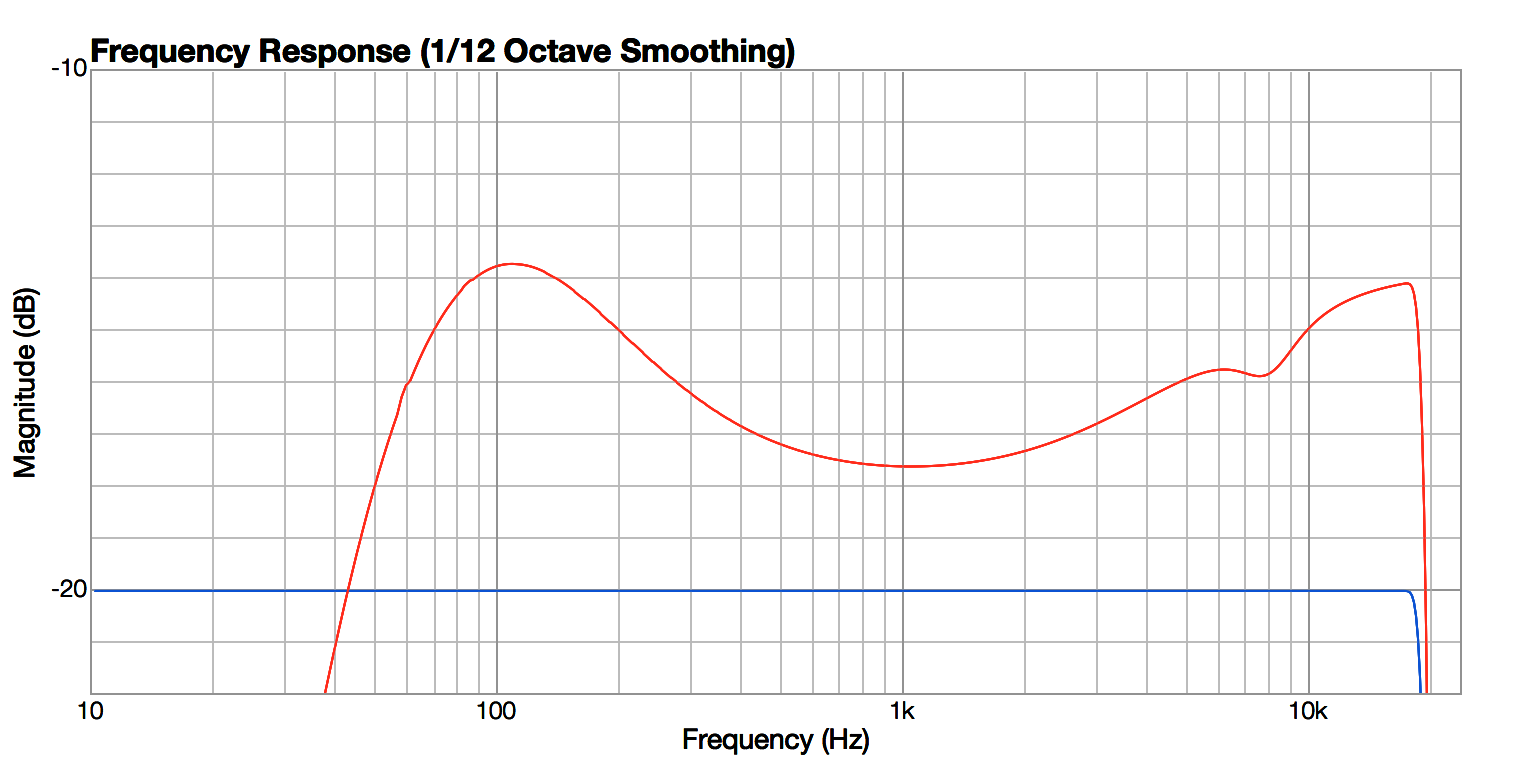 Frequency Response (1/12 Octave Smoothing)
-10
Magnitude (dB)
-20
10 100 1k 10k
Frequency (Hz)